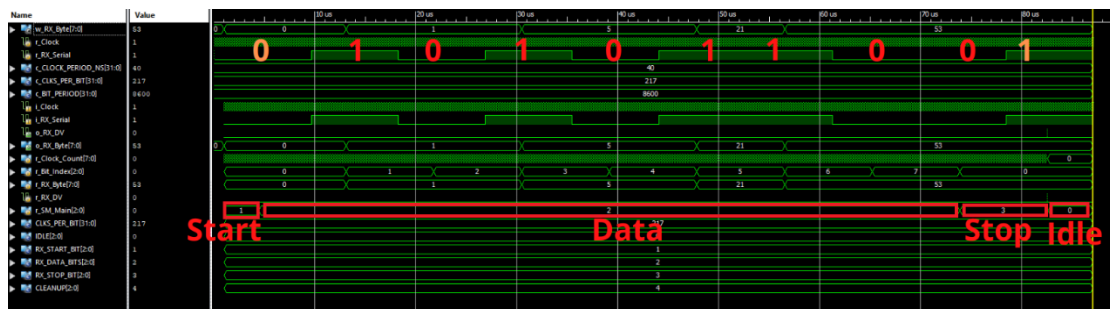 Name Value 10 us 20 us 30 us 40 us 50 us 60 us 70 us 80 us
w_RX_Byte[7:0] 53 0 0 1 5 21 53
r_Clock 1
r_RX_Serial 1 0 1 0 1 0 1 1 0 0 1
c_CLOCK_PERIOD_NS[31:0] 40 40
c_CLKS_PER_BIT[31:0] 217 217
c_BIT_PERIOD[31:0] 8600 8600
i_Clock 1
i_RX_Serial 1
o_RX_DV 0
o_RX_Byte[7:0] 53 0 0 1 5 21 53
r_Clock_Count[7:0] 0 0
r_Bit_Index[2:0] 0 0 1 2 3 4 5 6 7 0
r_RX_Byte[7:0] 53 0 1 5 21 53
r_RX_DV 0
r_SM_Main[2:0] 0 1 2 3 0
CLKS_PER_BIT[31:0] 217 217
Start Data Stop Idle
IDLE[2:0] 0 0
RX_START_BIT[2:0] 1 1
RX_DATA_BITS[2:0] 2 2
RX_STOP_BIT[2:0] 3 3
CLEANUP[2:0] 4 4